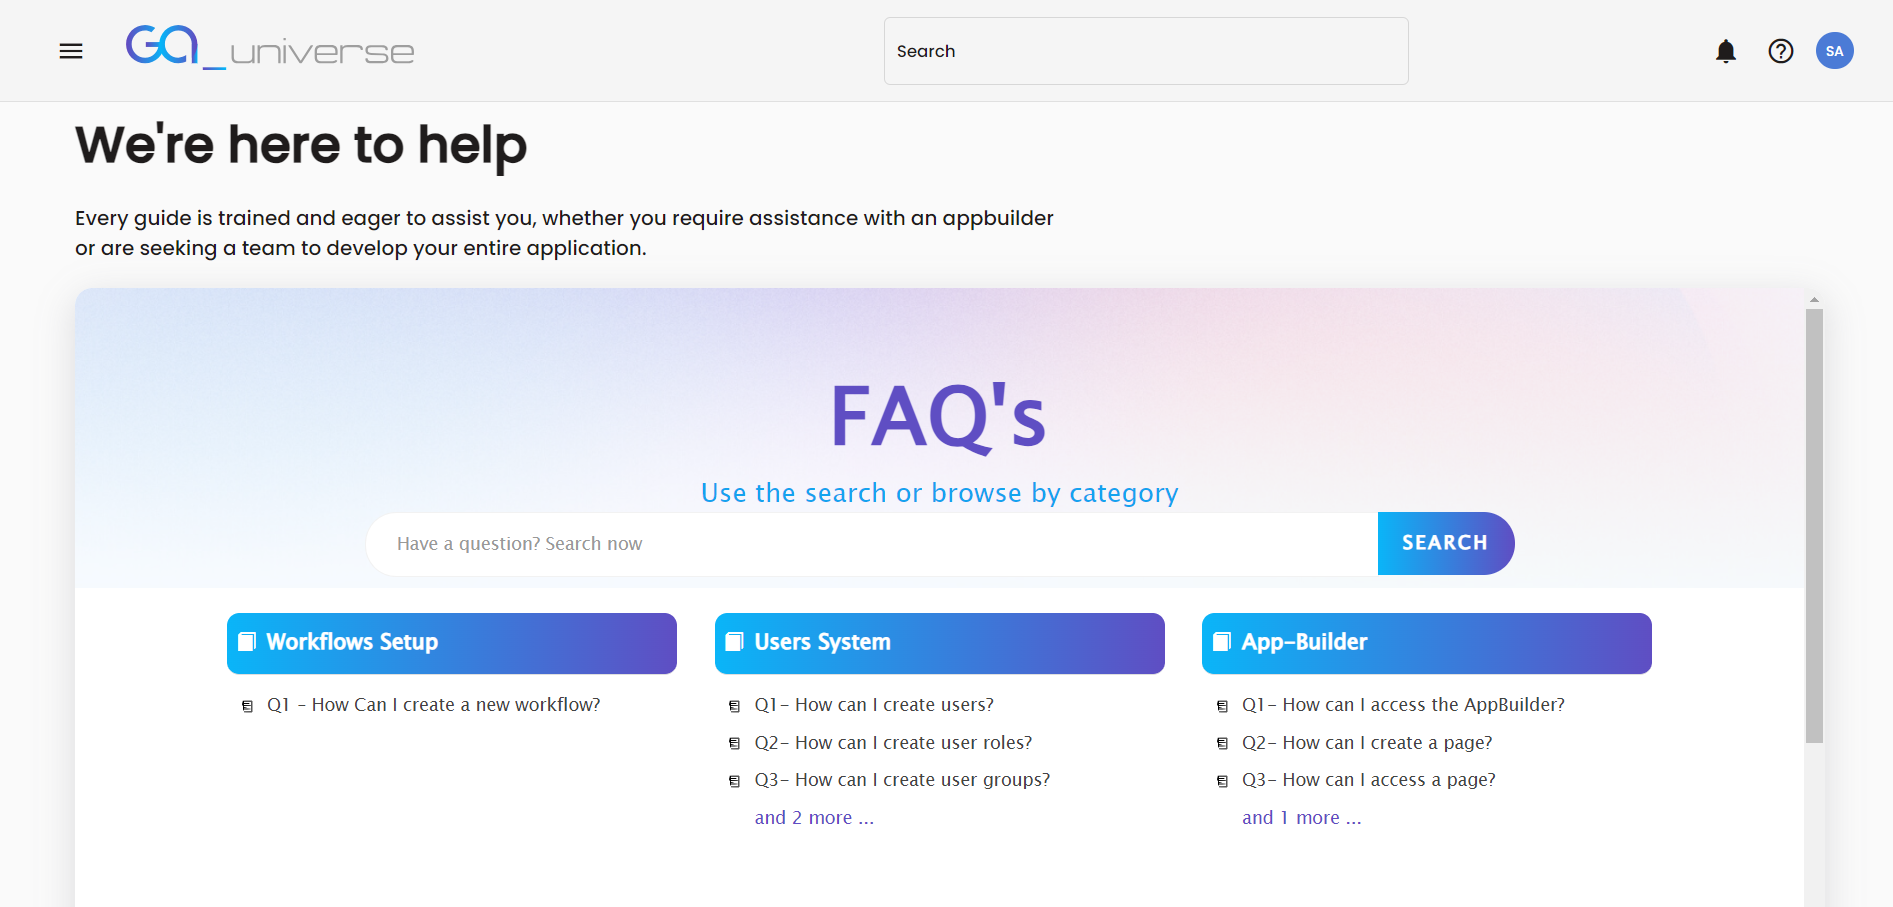 Ga_universe
Search
SA
We're here to help
Every guide is trained and eager to assist you, whether you require assistance with an appbuilder
or are seeking a team to develop your entire application.
FAQ's
Use the search or browse by category
Have a question? Search now
SEARCH
Workflows Setup
Q1 - How Can I create a new workflow?
Users System
Q1- How can I create users?
Q2- How can I create user roles?
Q3- How can I create user groups?
and 2 more ...
App-Builder
Q1- How can I access the AppBuilder?
Q2- How can I create a page?
Q3- How can I access a page?
and 1 more ...